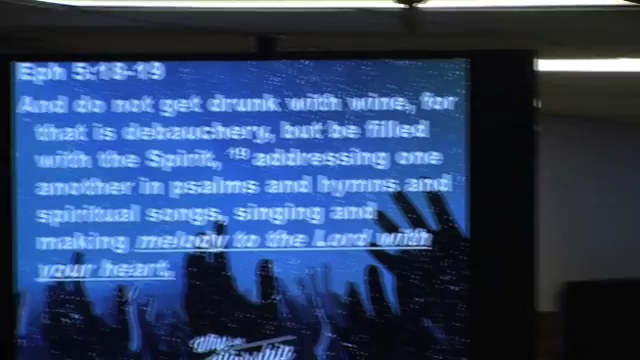 Eph 5:18-19
And do not get drunk with wine, for
that is debauchery, but be filled
with the Spirit, 19 addressing one
another in psalms and hymns and
spiritual songs, singing and
making melody to the Lord with
your heart,